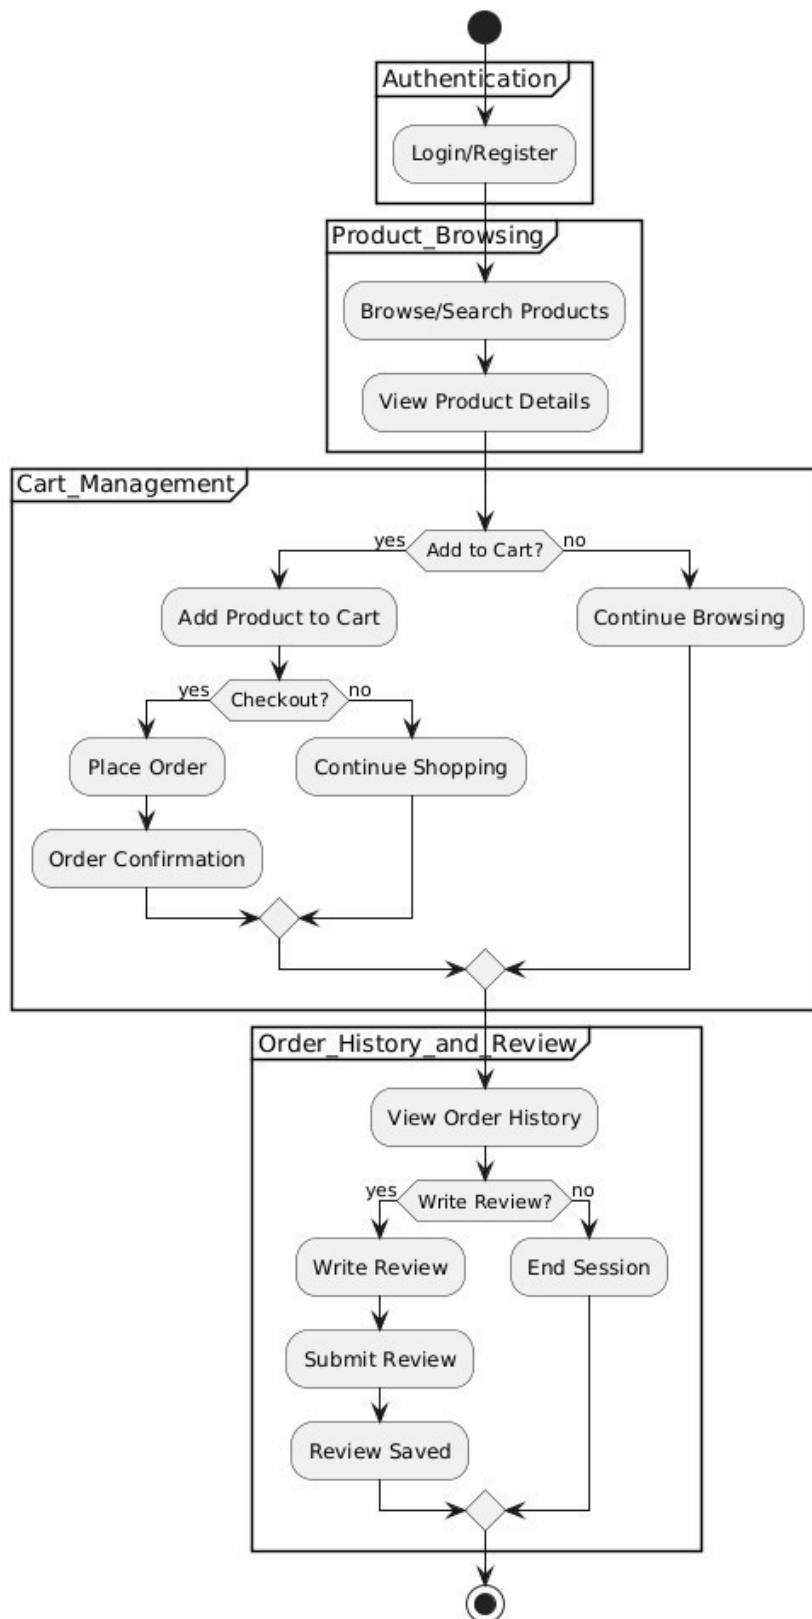 Authentication
Login/Register
Product_Browsing
Browse/Search Products
View Product Details
Cart_Management
yes
Add to Cart?
no
Add Product to Cart
Continue Browsing
yes
Checkout?
no
Place Order
Continue Shopping
Order Confirmation
Order_History_and_Review
View Order History
yes
Write Review?
no
Write Review
End Session
Submit Review
Review Saved